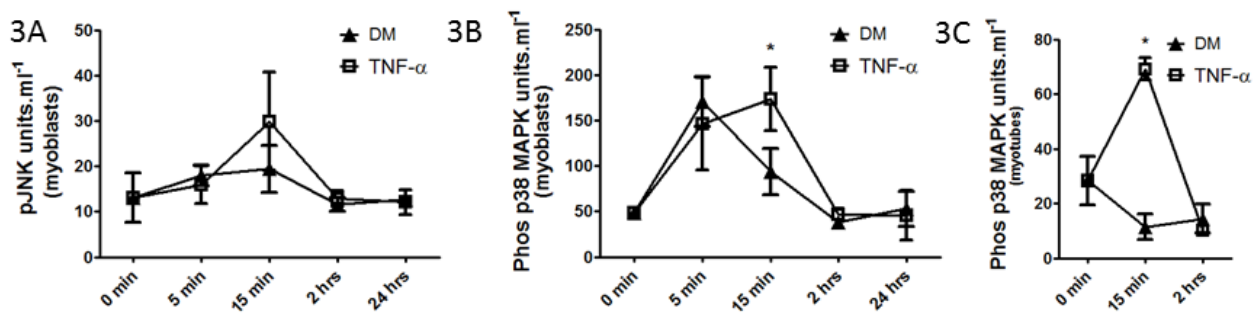 3A
pJNK units.ml-1
(myoblasts)
50
40
30
20
10
0
DM
TNF-α
0 min
5 min
15 min
2 hrs
24 hrs
3B
Phos p38 MAPK units.ml-1
(myoblasts)
250
200
150
100
50
0
*
DM
TNF-α
0 min
5 min
15 min
2 hrs
24 hrs
3C
Phos p38 MAPK units.ml-1
(myotubes)
80
60
40
20
0
*
DM
TNF-α
0 min
15 min
2 hrs